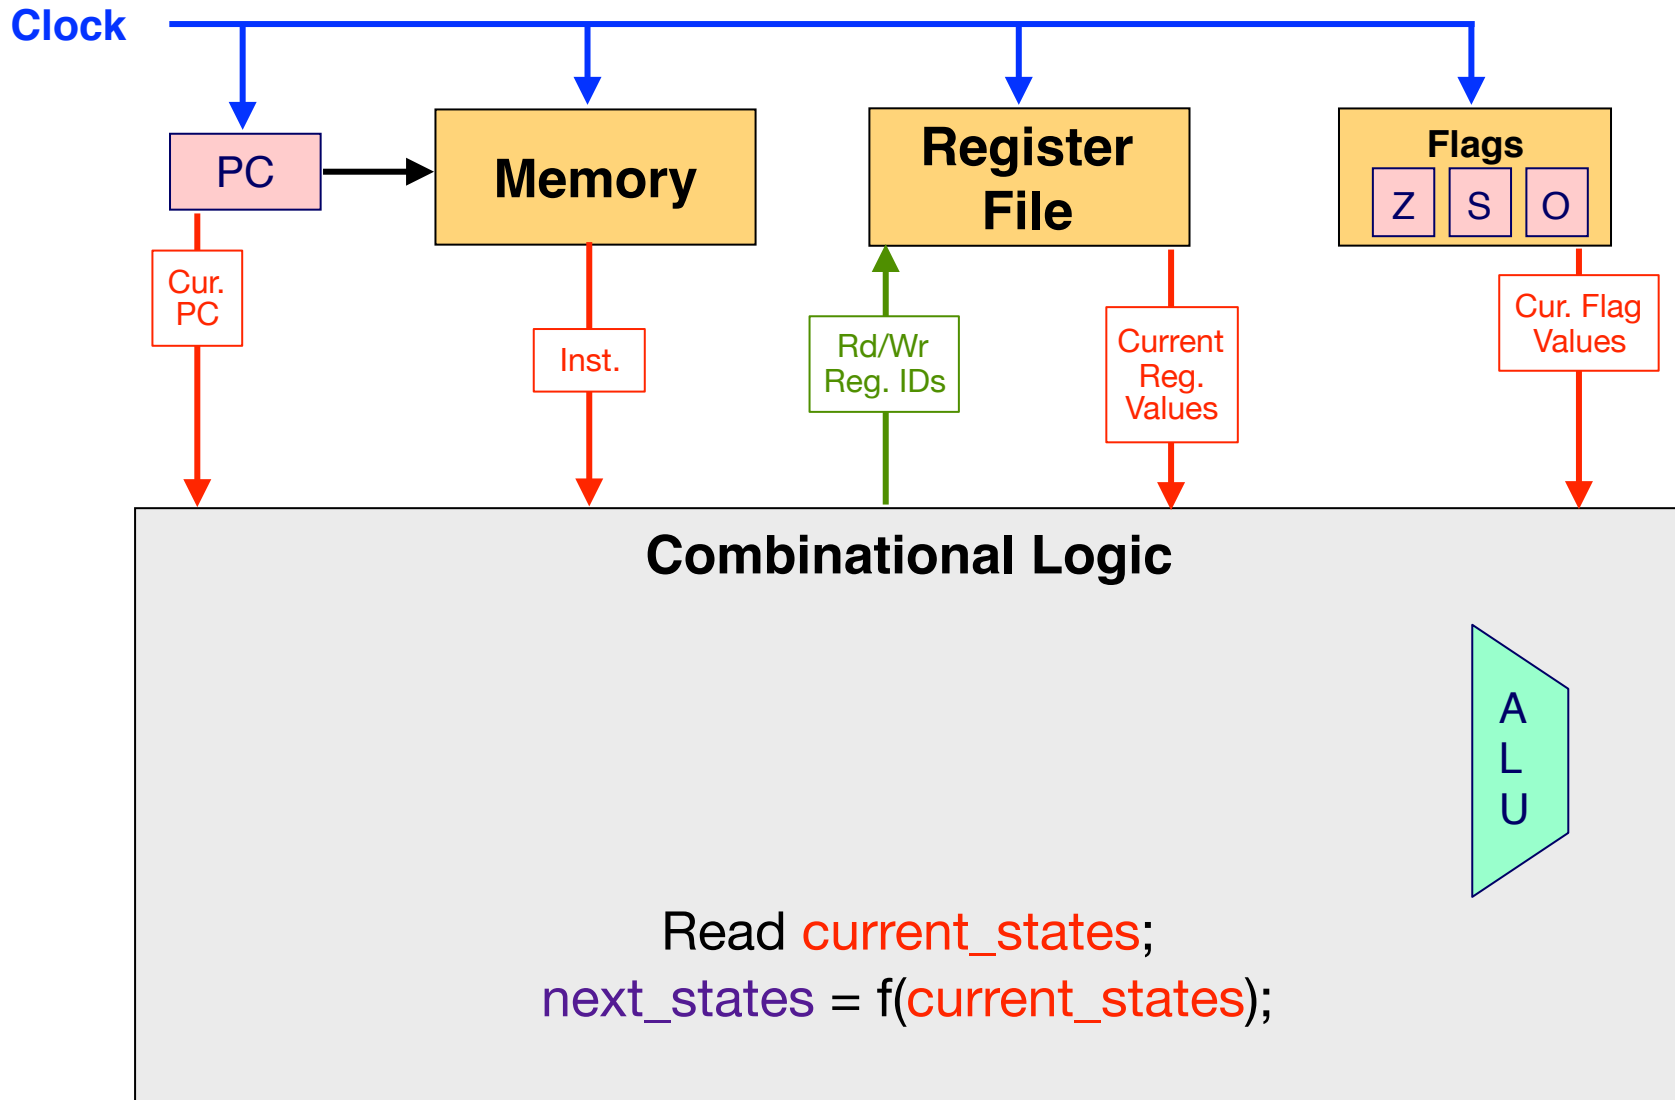 Clock
PC
Memory
Register
File
Flags
Z S O
Cur.
PC
Inst.
Rd/Wr
Reg. IDs
Current
Reg.
Values
Cur. Flag
Values
Combinational Logic
A
L
U
Read current_states;
next_states = f(current_states);